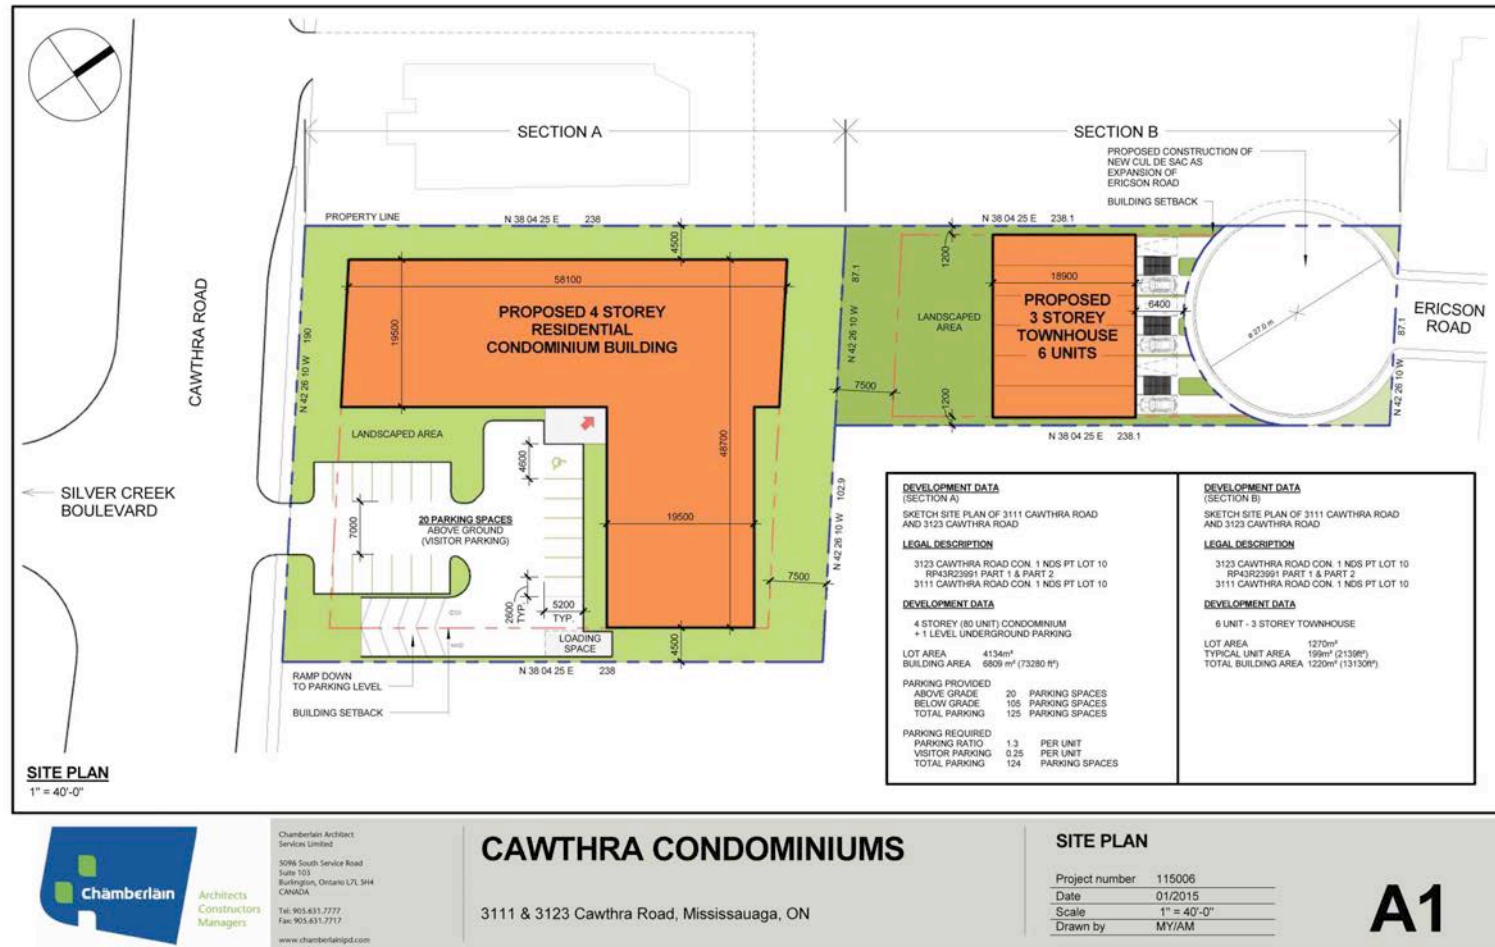 SECTION A
SECTION B
PROPOSED CONSTRUCTION OF
NEW CUL DE SAC AS
EXPANSION OF
ERICSON ROAD
BUILDING SETBACK
PROPERTY LINE
N 38 04 25 E 238
N 38 04 25 E 238.1
4500
1200
58100
19500
PROPOSED 4 STOREY
RESIDENTIAL
CONDOMINIUM BUILDING
CAWTHRA ROAD
N 42 26 10 W 190
N 42 26 10 W 87.1
LANDSCAPED
AREA
18900
PROPOSED
3 STOREY
TOWNHOUSE
6 UNITS
6400
ø 27.0 m
ERICSON
ROAD
N 42 26 10 W 87.1
7500
1200
N 38 04 25 E 238.1
LANDSCAPED AREA
4600
48700
SILVER CREEK
BOULEVARD
7000
20 PARKING SPACES
ABOVE GROUND
(VISITOR PARKING)
19500
N 42 26 10 W 102.9
7500
2600
TYP.
5200
TYP.
LOADING
SPACE
4500
N 38 04 25 E 238
RAMP DOWN
TO PARKING LEVEL
BUILDING SETBACK
DEVELOPMENT DATA
(SECTION A)
SKETCH SITE PLAN OF 3111 CAWTHRA ROAD
AND 3123 CAWTHRA ROAD
LEGAL DESCRIPTION
3123 CAWTHRA ROAD CON. 1 NDS PT LOT 10
RP43R23991 PART 1 & PART 2
3111 CAWTHRA ROAD CON. 1 NDS PT LOT 10
DEVELOPMENT DATA
4 STOREY (80 UNIT) CONDOMINIUM
+ 1 LEVEL UNDERGROUND PARKING
LOT AREA 4134m²
BUILDING AREA 6809 m² (73280 ft²)
PARKING PROVIDED
ABOVE GRADE 20 PARKING SPACES
BELOW GRADE 105 PARKING SPACES
TOTAL PARKING 125 PARKING SPACES
PARKING REQUIRED
PARKING RATIO 1.3 PER UNIT
VISITOR PARKING 0.25 PER UNIT
TOTAL PARKING 124 PARKING SPACES
DEVELOPMENT DATA
(SECTION B)
SKETCH SITE PLAN OF 3111 CAWTHRA ROAD
AND 3123 CAWTHRA ROAD
LEGAL DESCRIPTION
3123 CAWTHRA ROAD CON. 1 NDS PT LOT 10
RP43R23991 PART 1 & PART 2
3111 CAWTHRA ROAD CON. 1 NDS PT LOT 10
DEVELOPMENT DATA
6 UNIT - 3 STOREY TOWNHOUSE
LOT AREA 1270m²
TYPICAL UNIT AREA 199m² (2139ft²)
TOTAL BUILDING AREA 1220m² (13130ft²)
SITE PLAN
1" = 40'-0"
Chamberlain
Architects
Constructors
Managers
Chamberlain Architect
Services Limited
5096 South Service Road
Suite 103
Burlington, Ontario L7L 5H4
CANADA
Tel: 905.631.7777
Fax: 905.631.7717
www.chamberlainipd.com
CAWTHRA CONDOMINIUMS
3111 & 3123 Cawthra Road, Mississauaga, ON
SITE PLAN
Project number 115006
Date 01/2015
Scale 1" = 40'-0"
Drawn by MY/AM
A1